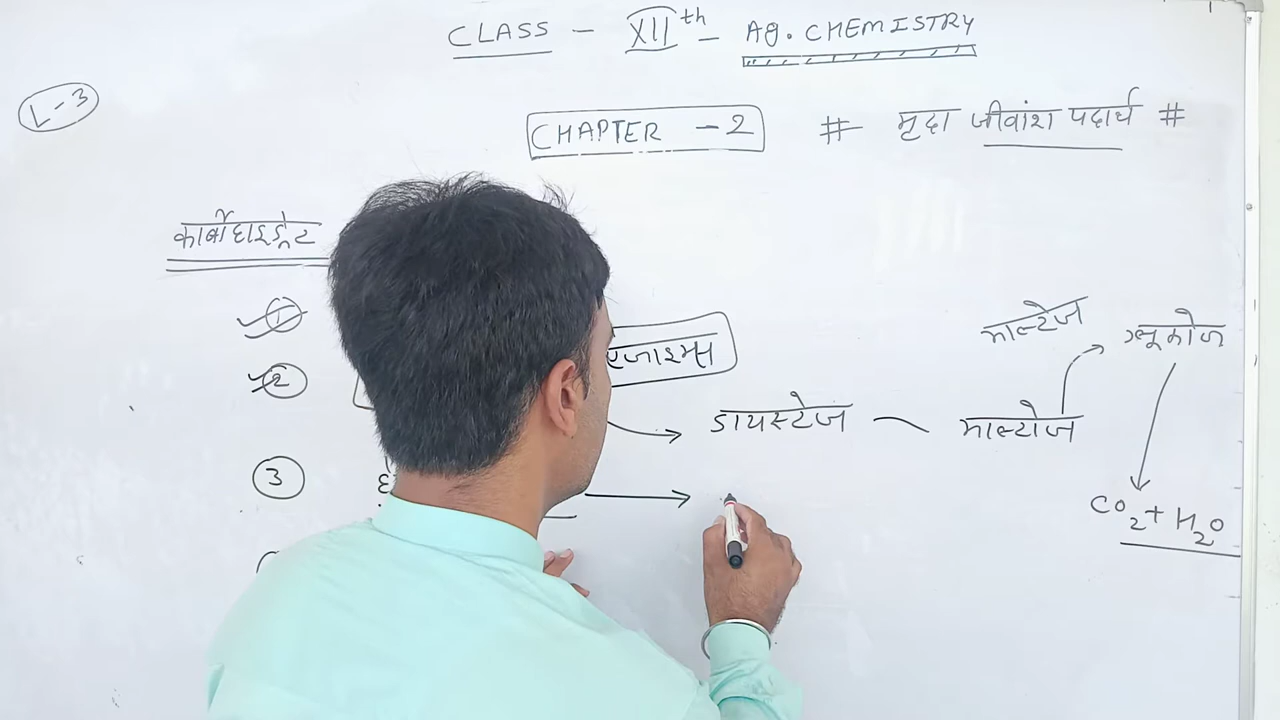 CLASS - XIIth - AG. CHEMISTRY
L-3
CHAPTER - 2 # मृदा जीवांश पदार्थ #
कार्बोहाइड्रेट
1
माल्टेज ग्लूकोज
एंजाइम्स
2
डायस्टेज माल्टोज
3
CO2 + H2O